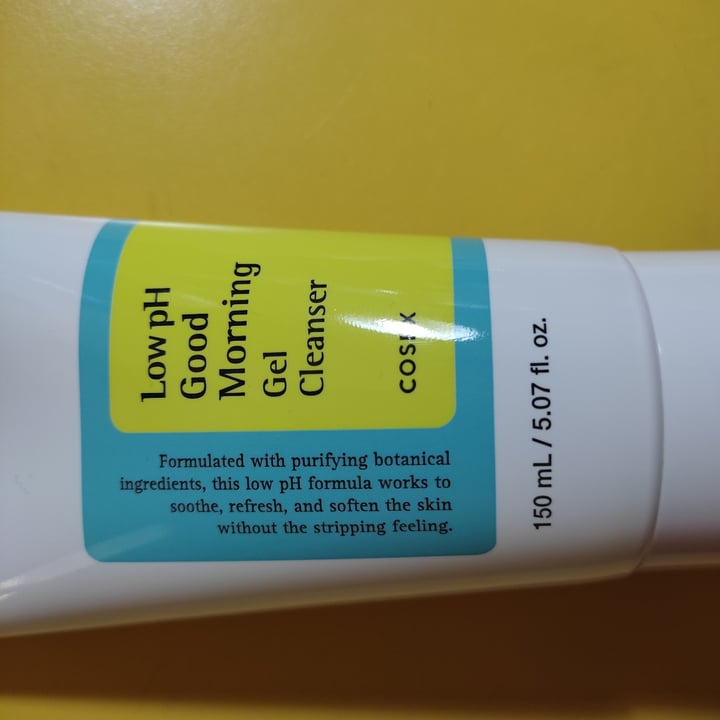 Low pH
Good
Morning
Gel
Cleanser
COSRX
Formulated with purifying botanical
ingredients, this low pH formula works to
soothe, refresh, and soften the skin
without the stripping feeling.
150 mL / 5.07 fl. oz.